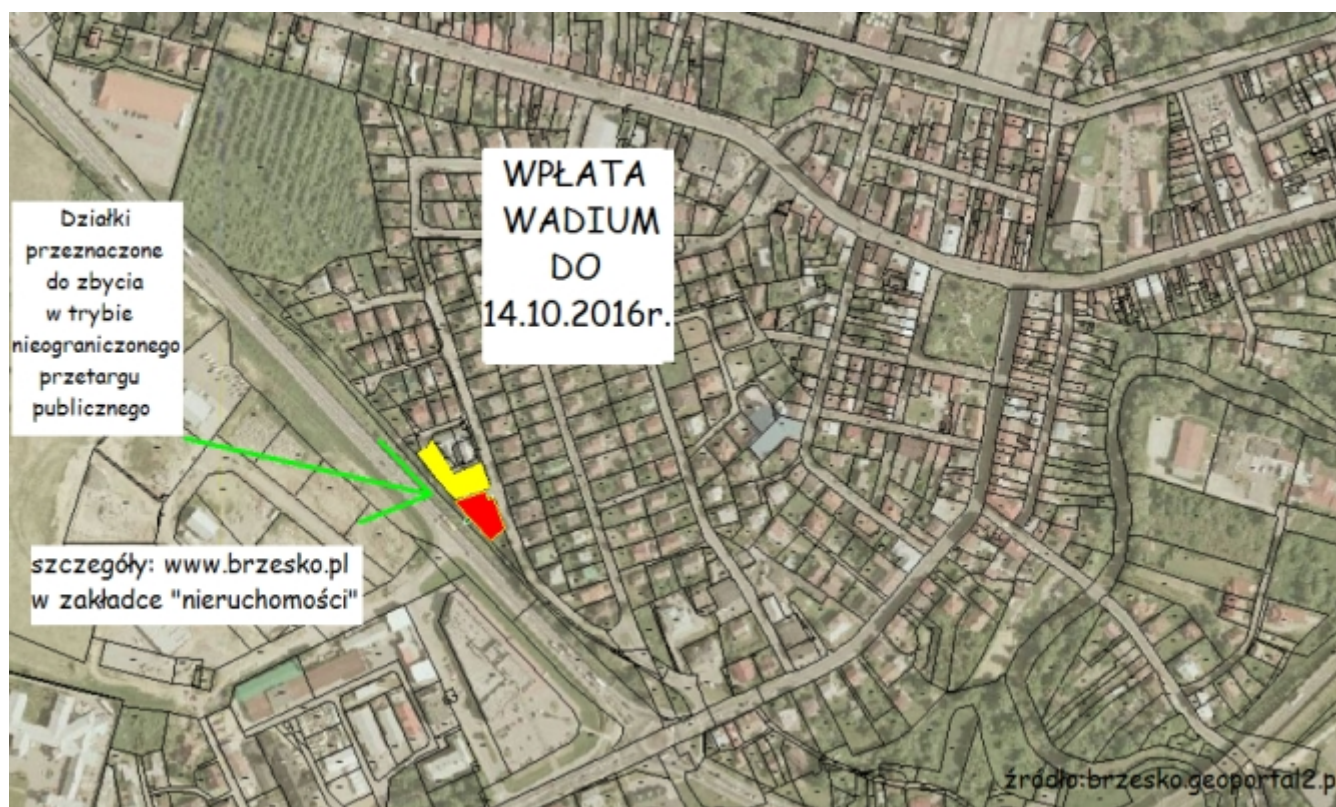 WPŁATA
WADIUM
DO
14.10.2016r.
Działki
przeznaczone
do zbycia
w trybie
nieograniczonego
przetargu
publicznego
szczegóły: www.brzesko.pl
w zakładce "nieruchomości"
źródło:brzesko.geoportal2.p